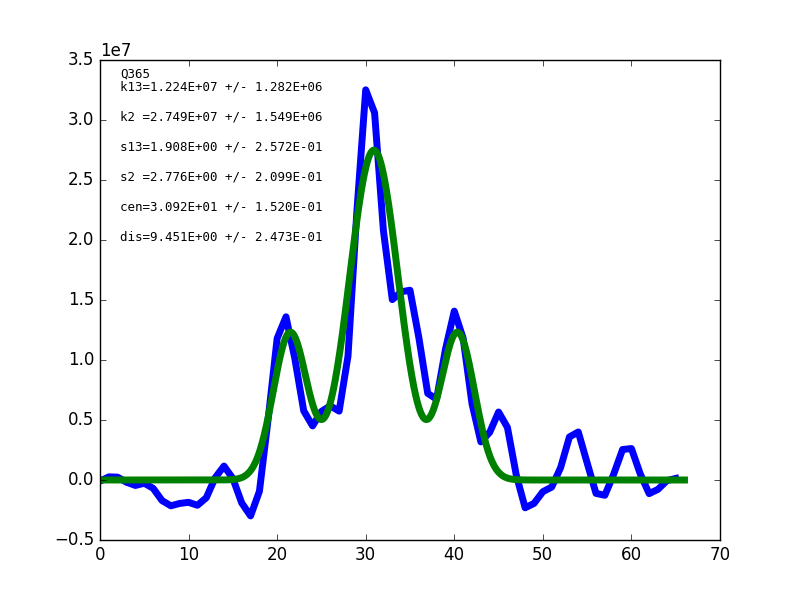 1e7
3.5
3.0
2.5
2.0
1.5
1.0
0.5
0.0
−0.5
Q365
k13=1.224E+07 +/- 1.282E+06
k2 =2.749E+07 +/- 1.549E+06
s13=1.908E+00 +/- 2.572E-01
s2 =2.776E+00 +/- 2.099E-01
cen=3.092E+01 +/- 1.520E-01
dis=9.451E+00 +/- 2.473E-01
0 10 20 30 40 50 60 70